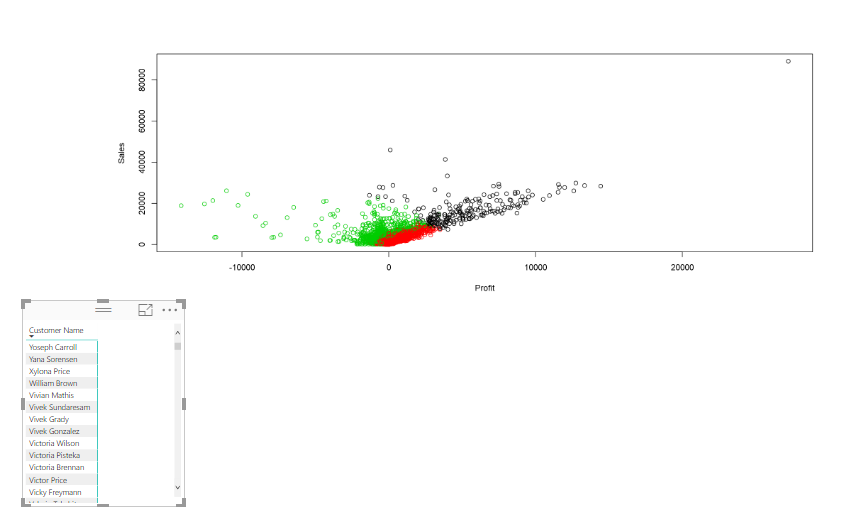 80000
60000
Sales
40000
20000
0
-10000
0
10000
20000
Profit
Customer Name
Yoseph Carroll
Yana Sorensen
Xylona Price
William Brown
Vivian Mathis
Vivek Sundaresam
Vivek Grady
Vivek Gonzalez
Victoria Wilson
Victoria Pisteka
Victoria Brennan
Victor Price
Vicky Freymann